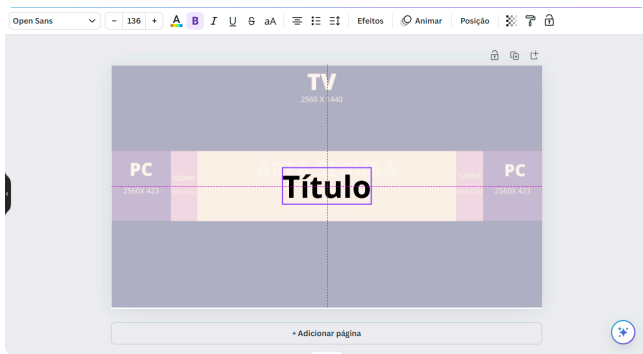 Open Sans
– 136 +
A B I U S aA
Efeitos
Animar
Posição
TV
2560 X 1440
PC
2560X 423
tablet
Título
tablet
PC
2560X 423
+ Adicionar página